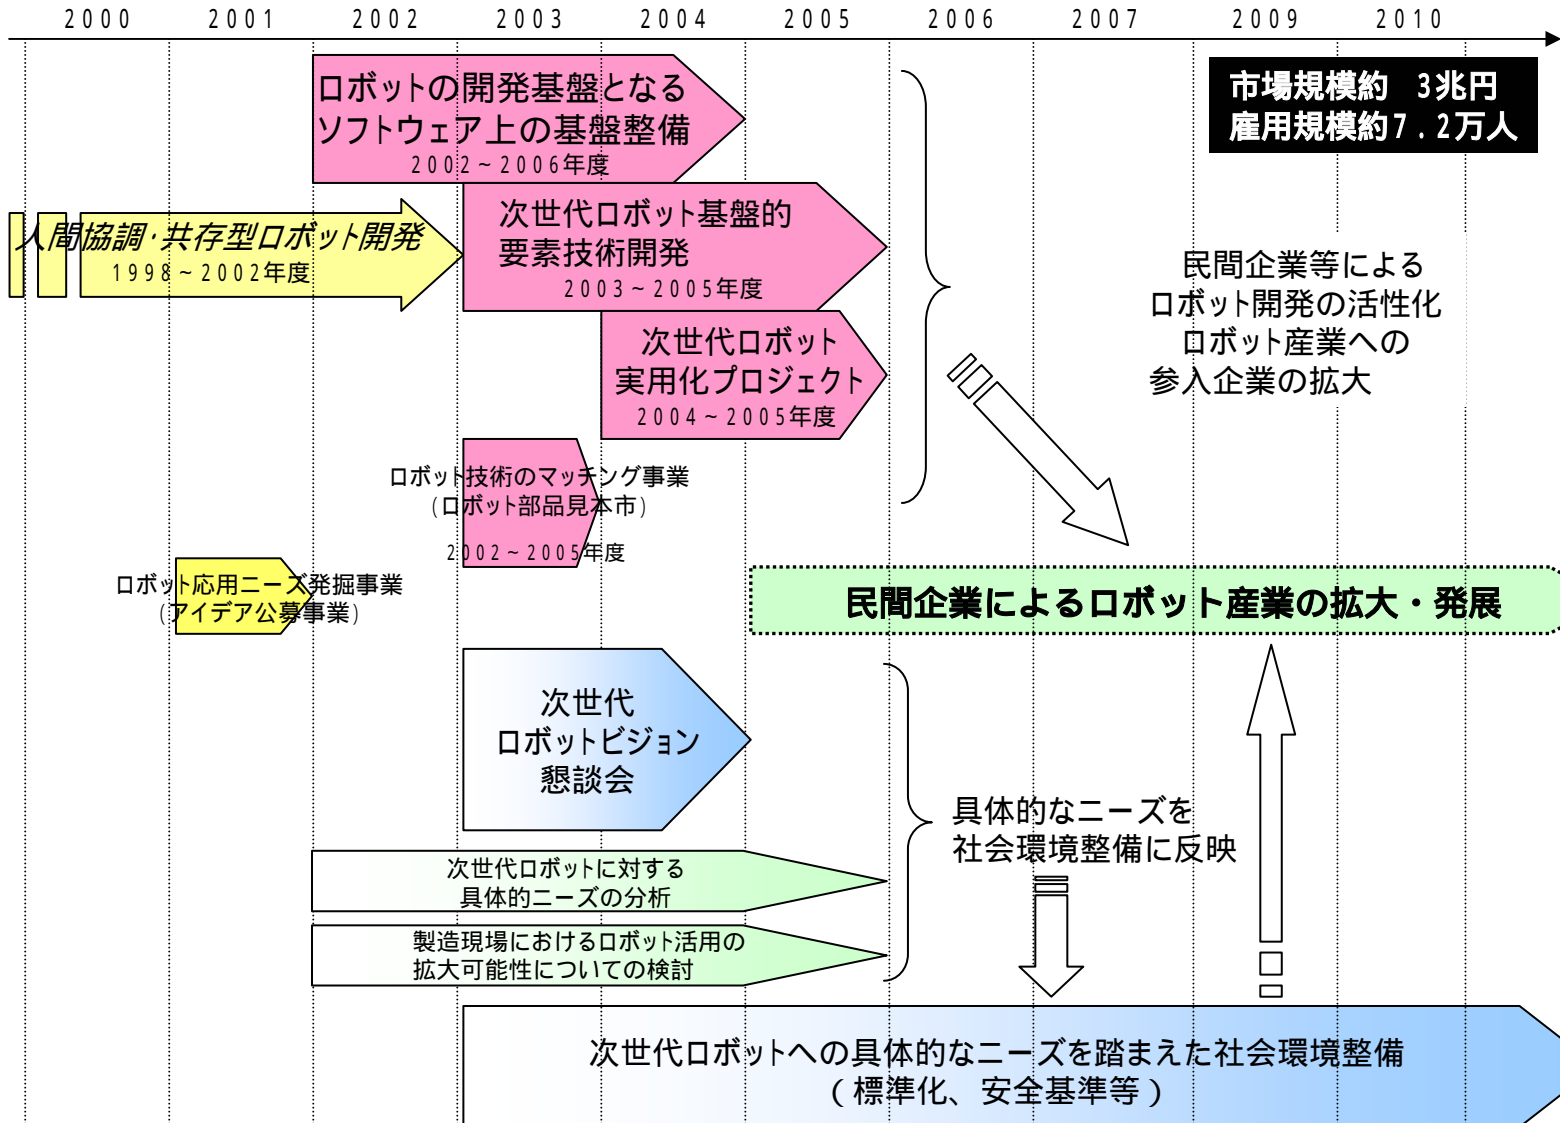 2000 2001 2002 2003 2004 2005 2006 2007 2009 2010
市場規模約 3兆円
雇用規模約7.2万人
ロボットの開発基盤となる
ソフトウェア上の基盤整備
2002~2006年度
人間協調・共存型ロボット開発
1998~2002年度
次世代ロボット基盤的
要素技術開発
2003~2005年度
民間企業等による
ロボット開発の活性化
ロボット産業への
参入企業の拡大
次世代ロボット
実用化プロジェクト
2004~2005年度
ロボット技術のマッチング事業
(ロボット部品見本市)
2002~2005年度
ロボット応用ニーズ発掘事業
(アイデア公募事業)
民間企業によるロボット産業の拡大・発展
次世代
ロボットビジョン
懇談会
具体的なニーズを
社会環境整備に反映
次世代ロボットに対する
具体的ニーズの分析
製造現場におけるロボット活用の
拡大可能性についての検討
次世代ロボットへの具体的なニーズを踏まえた社会環境整備
(標準化、安全基準等)